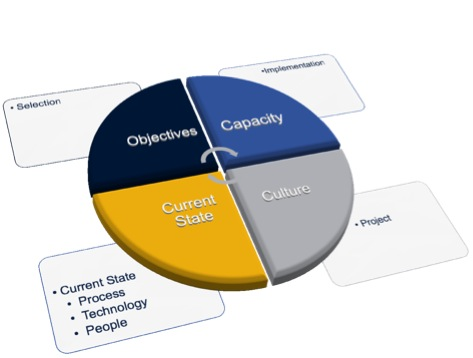 • Selection
•Implementation
Objectives
Capacity
Current
State
Culture
• Project
• Current State
• Process
• Technology
• People